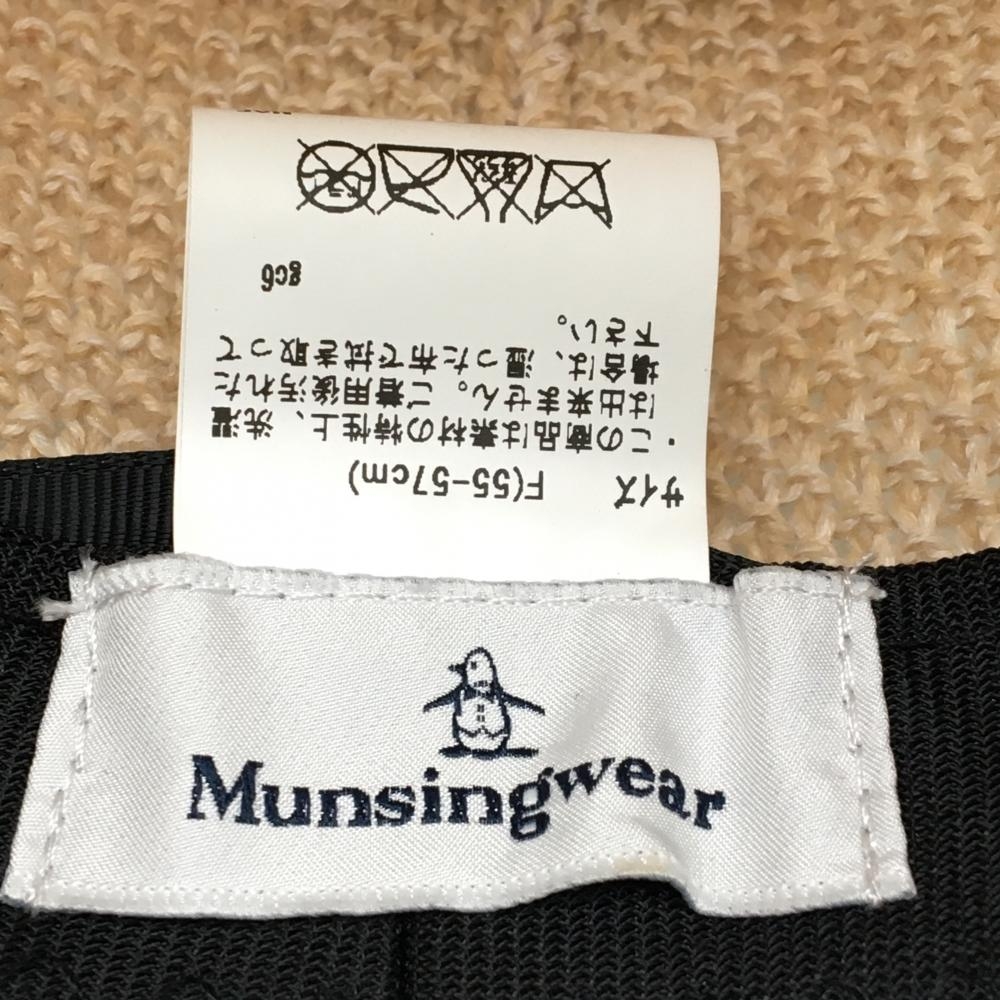 サイズ F(55-57cm)
・この商品は素材の特性上、洗濯
は出来ません。ご着用後汚れた
場合は、湿った布で拭き取って
下さい。
gc6
Munsingwear